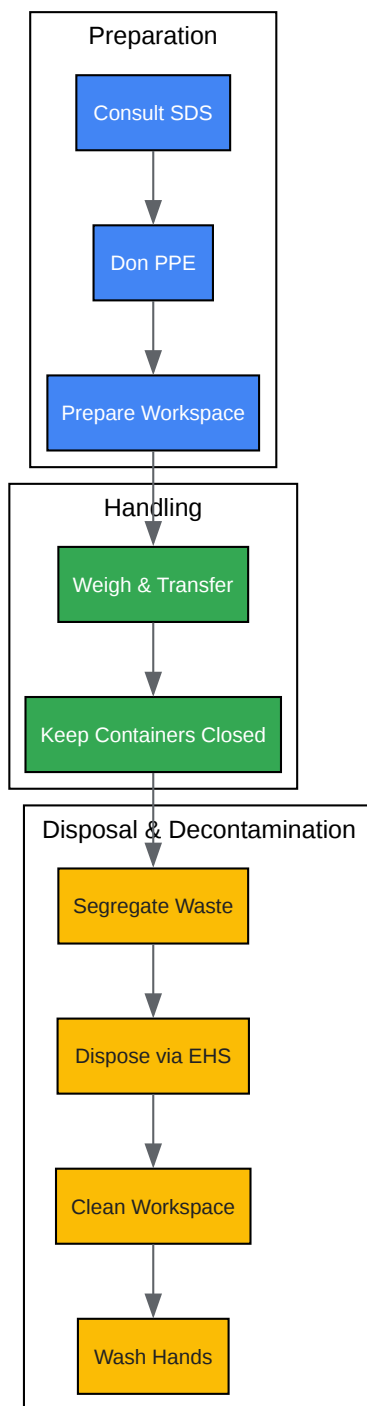 Preparation
Consult SDS
Don PPE
Prepare Workspace
Handling
Weigh & Transfer
Keep Containers Closed
Disposal & Decontamination
Segregate Waste
Dispose via EHS
Clean Workspace
Wash Hands